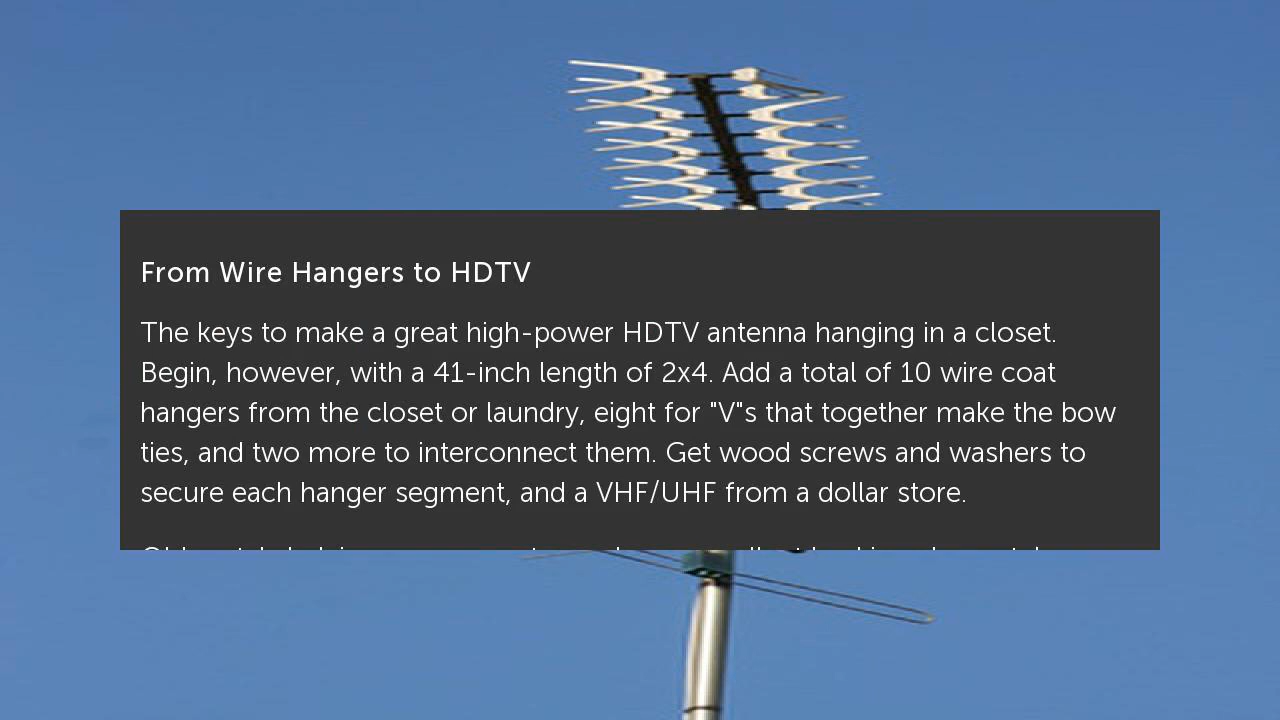 From Wire Hangers to HDTV
The keys to make a great high-power HDTV antenna hanging in a closet.
Begin, however, with a 41-inch length of 2x4. Add a total of 10 wire coat
hangers from the closet or laundry, eight for "V"s that together make the bow
ties, and two more to interconnect them. Get wood screws and washers to
secure each hanger segment, and a VHF/UHF from a dollar store.